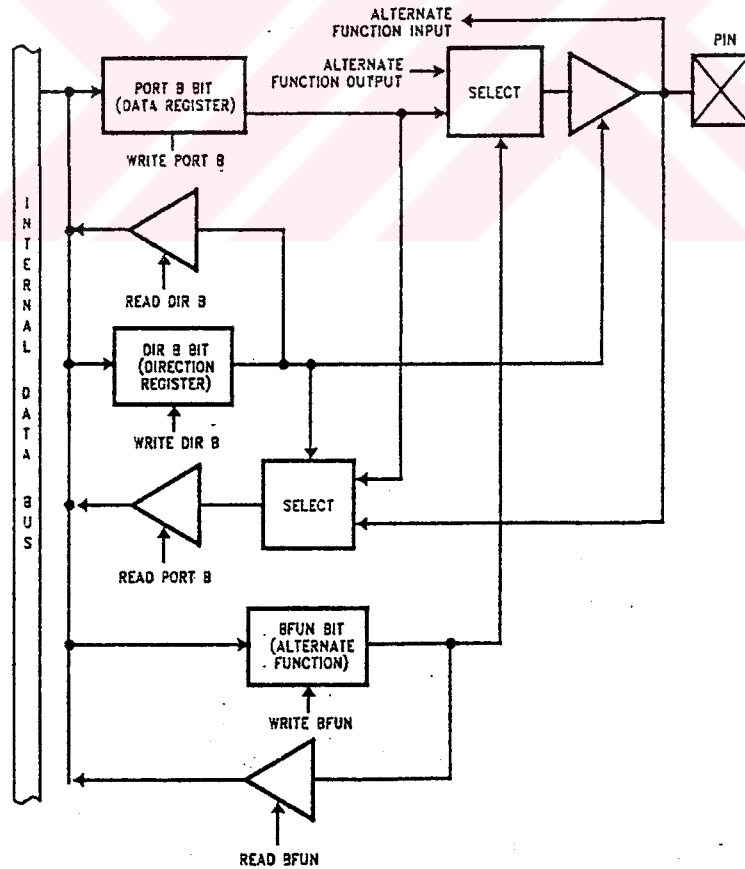 ALTERNATE
FUNCTION INPUT
PIN
PORT B BIT
(DATA REGISTER)
ALTERNATE
FUNCTION OUTPUT
SELECT
WRITE PORT B
INTERNAL DATA BUS
READ DIR B
DIR B BIT
(DIRECTION
REGISTER)
WRITE DIR B
SELECT
READ PORT B
BFUN BIT
(ALTERNATE
FUNCTION)
WRITE BFUN
READ BFUN